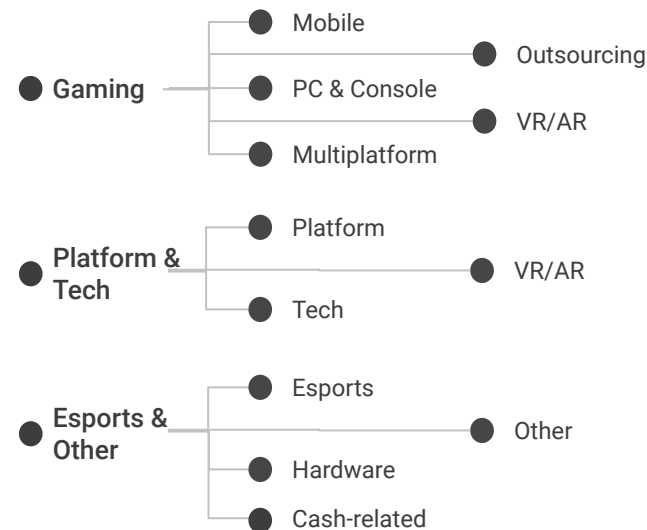 Mobile
Outsourcing
Gaming
PC & Console
VR/AR
Multiplatform
Platform
Platform &
Tech
VR/AR
Tech
Esports
Esports &
Other
Other
Hardware
Cash-related